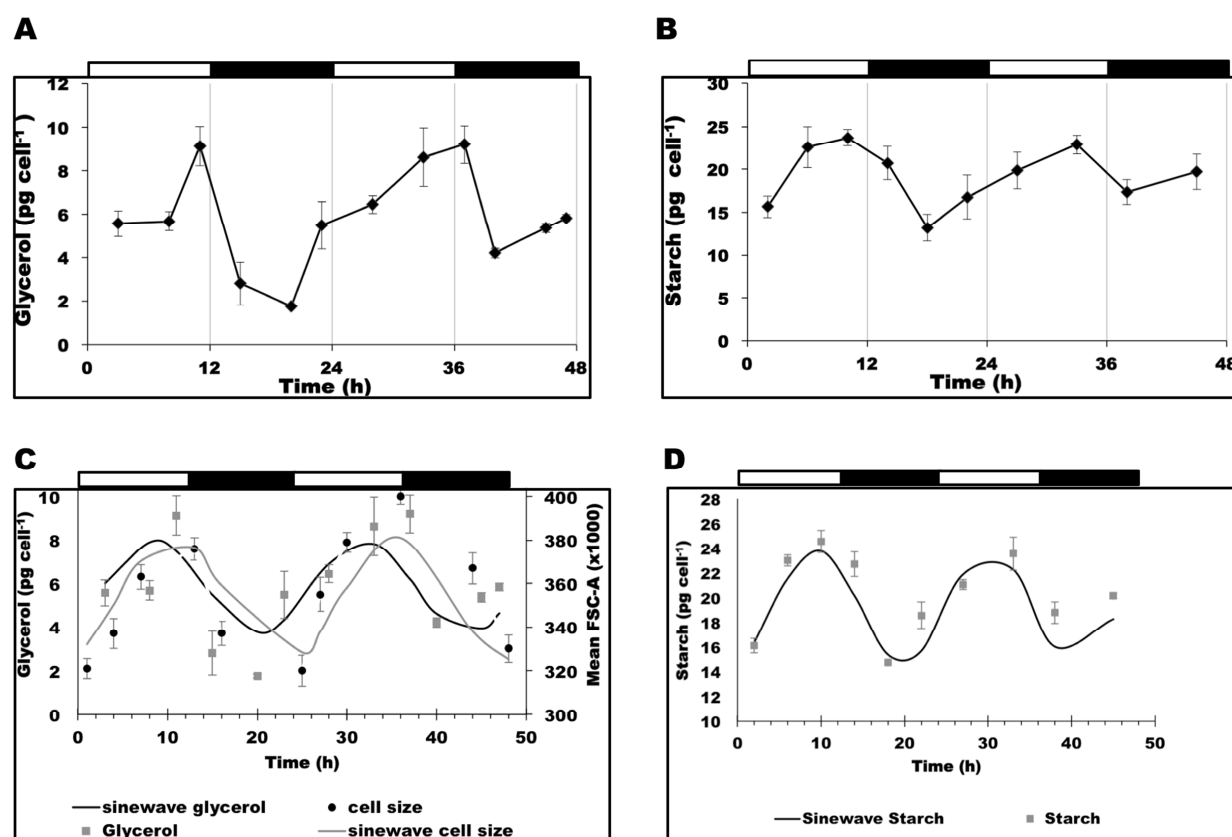 A
12
10
8
6
4
2
0
Glycerol (pg cell-1)
0 12 24 36 48
Time (h)
B
30
25
20
15
10
5
0
Starch (pg cell-1)
0 12 24 36 48
Time (h)
C
10
8
6
4
2
0
Glycerol (pg cell-1)
400
380
360
340
320
300
Mean FSC-A (x1000)
0 10 20 30 40 50
Time (h)
sinewave glycerol
cell size
Glycerol
sinewave cell size
D
28
26
24
22
20
18
16
14
12
10
Starch (pg cell-1)
0 10 20 30 40 50
Time (h)
Sinewave Starch
Starch